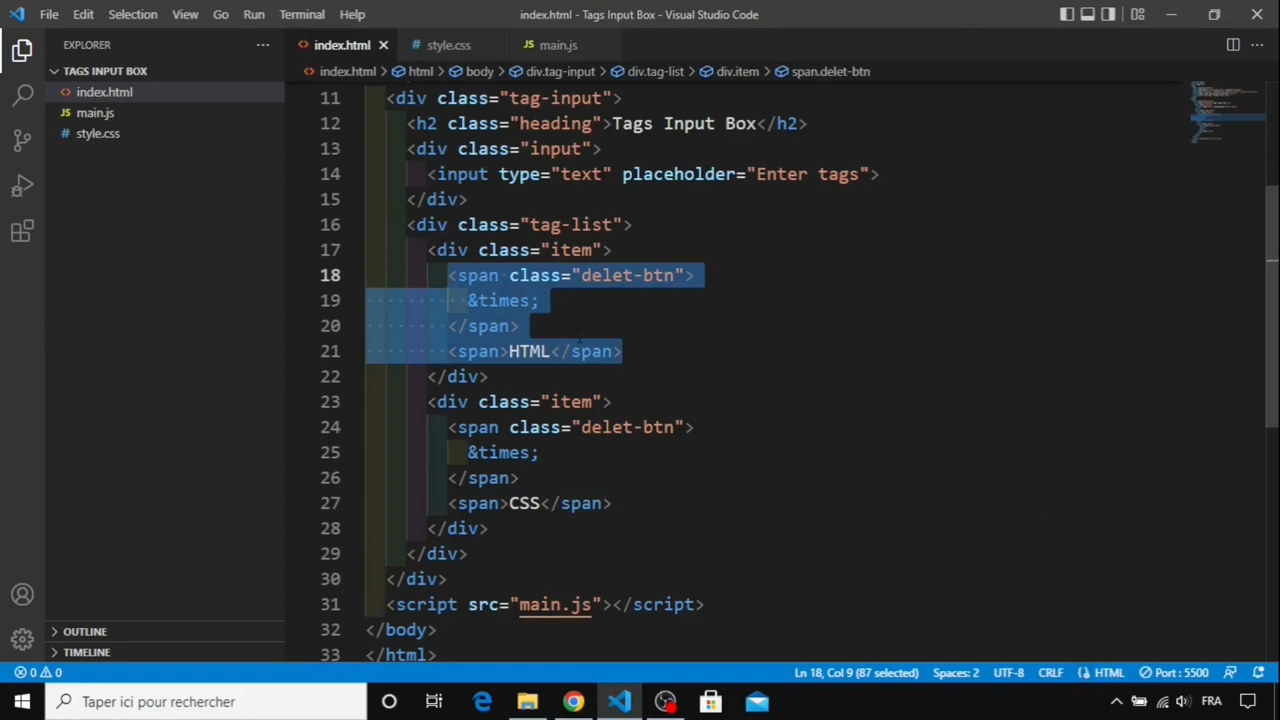 File Edit Selection View Go Run Terminal Help index.html - Tags Input Box - Visual Studio Code
EXPLORER
TAGS INPUT BOX
index.html
main.js
style.css
OUTLINE
TIMELINE
index.html style.css main.js
index.html > html > body > div.tag-input > div.tag-list > div.item > span.delet-btn
11 <div class="tag-input">
12 <h2 class="heading">Tags Input Box</h2>
13 <div class="input">
14 <input type="text" placeholder="Enter tags">
15 </div>
16 <div class="tag-list">
17 <div class="item">
18 <span class="delet-btn">
19 &times;
20 </span>
21 <span>HTML</span>
22 </div>
23 <div class="item">
24 <span class="delet-btn">
25 &times;
26 </span>
27 <span>CSS</span>
28 </div>
29 </div>
30 </div>
31 <script src="main.js"></script>
32 </body>
33 </html>
0 0 Ln 18, Col 9 (87 selected) Spaces: 2 UTF-8 CRLF HTML Port : 5500
Taper ici pour rechercher FRA